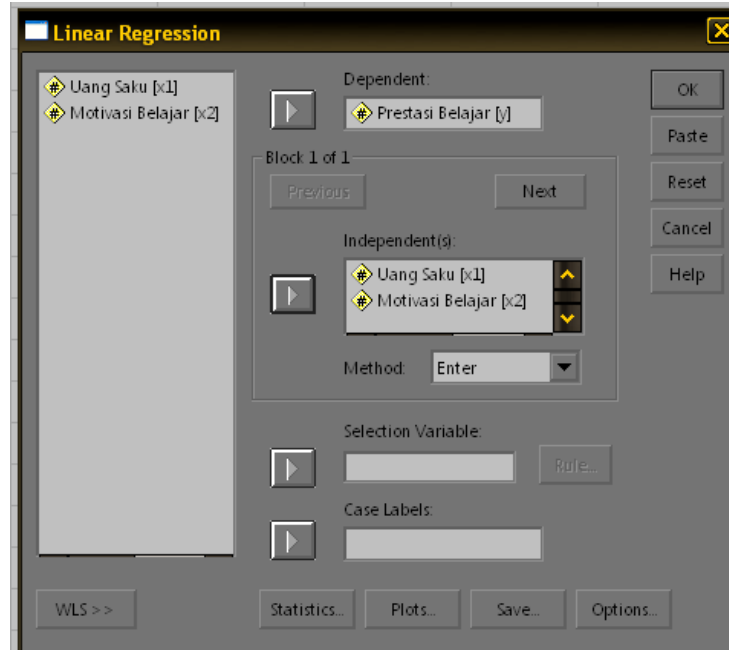 Linear Regression
Uang Saku [x1]
Motivasi Belajar [x2]
Dependent:
Prestasi Belajar [y]
Block 1 of 1
Previous
Next
Independent(s):
Uang Saku [x1]
Motivasi Belajar [x2]
Method:
Enter
Selection Variable:
Rule...
Case Labels:
WLS >>
Statistics...
Plots...
Save...
Options...
OK
Paste
Reset
Cancel
Help